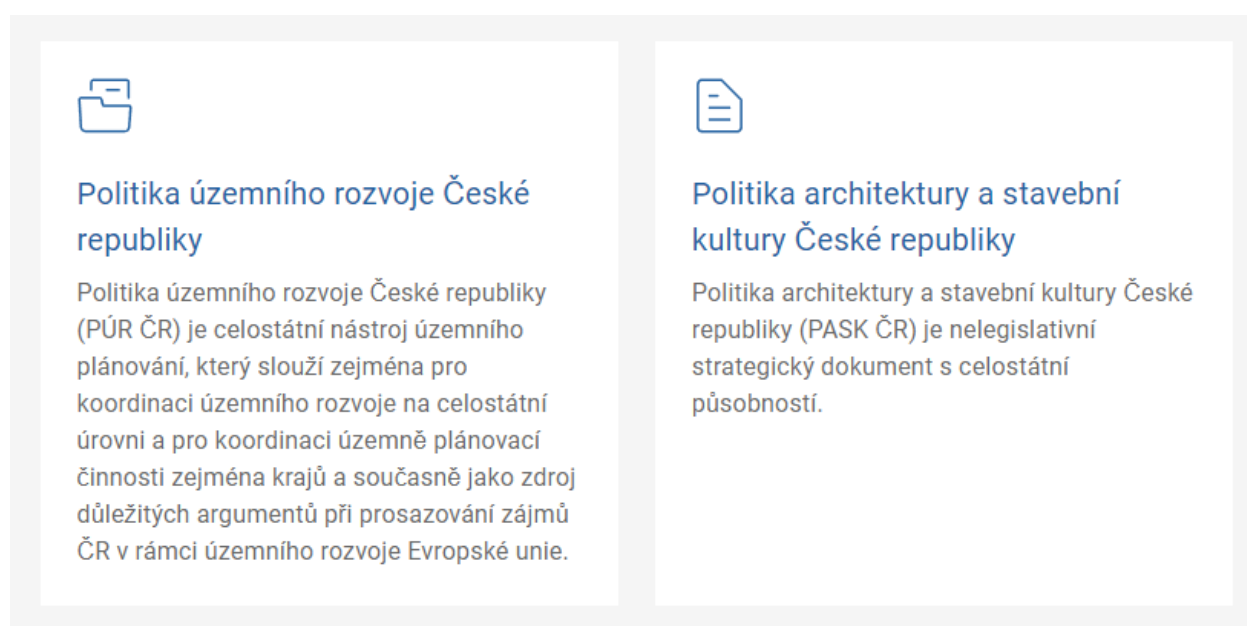 Politika územního rozvoje České
republiky
Politika územního rozvoje České republiky
(PÚR ČR) je celostátní nástroj územního
plánování, který slouží zejména pro
koordinaci územního rozvoje na celostátní
úrovni a pro koordinaci územně plánovací
činnosti zejména krajů a současně jako zdroj
důležitých argumentů při prosazování zájmů
ČR v rámci územního rozvoje Evropské unie.
Politika architektury a stavební
kultury České republiky
Politika architektury a stavební kultury České
republiky (PASK ČR) je nelegislativní
strategický dokument s celostátní
působností.